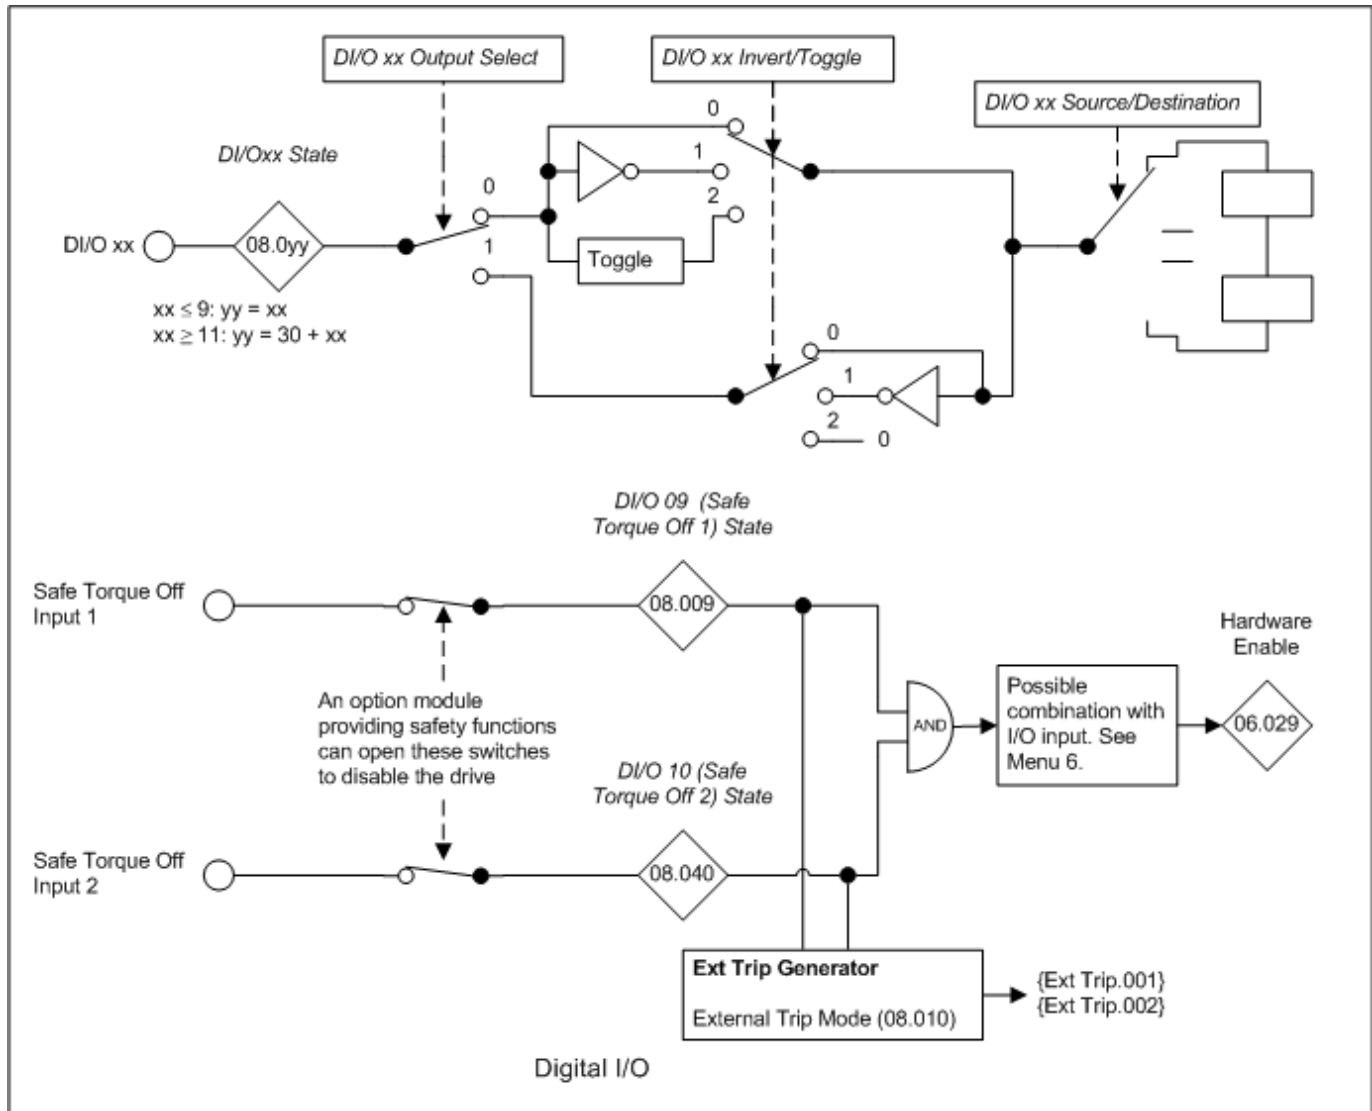 DI/O xx Output Select
DI/O xx Invert/Toggle
DI/O xx Source/Destination
DI/Oxx State
0
1
0
1
2
DI/O xx
08.0yy
Toggle
xx ≤ 9: yy = xx
xx ≥ 11: yy = 30 + xx
0
1
2
0
DI/O 09 (Safe
Torque Off 1) State
Safe Torque Off
Input 1
08.009
Hardware
Enable
An option module
providing safety functions
can open these switches
to disable the drive
AND
Possible
combination with
I/O input. See
Menu 6.
06.029
DI/O 10 (Safe
Torque Off 2) State
Safe Torque Off
Input 2
08.040
Ext Trip Generator
External Trip Mode (08.010)
{Ext Trip.001}
{Ext Trip.002}
Digital I/O